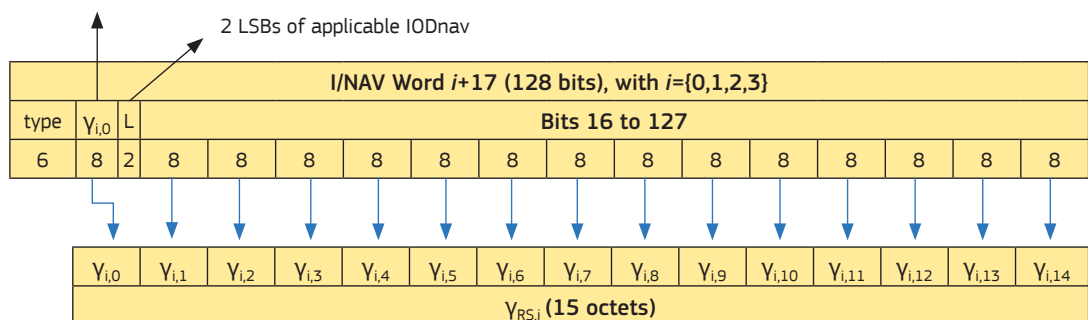 2 LSBs of applicable IODnav
I/NAV Word i+17 (128 bits), with i={0,1,2,3}
type γi,0 L Bits 16 to 127
6 8 2 8 8 8 8 8 8 8 8 8 8 8 8 8 8
γi,0 γi,1 γi,2 γi,3 γi,4 γi,5 γi,6 γi,7 γi,8 γi,9 γi,10 γi,11 γi,12 γi,13 γi,14
γRS,i (15 octets)